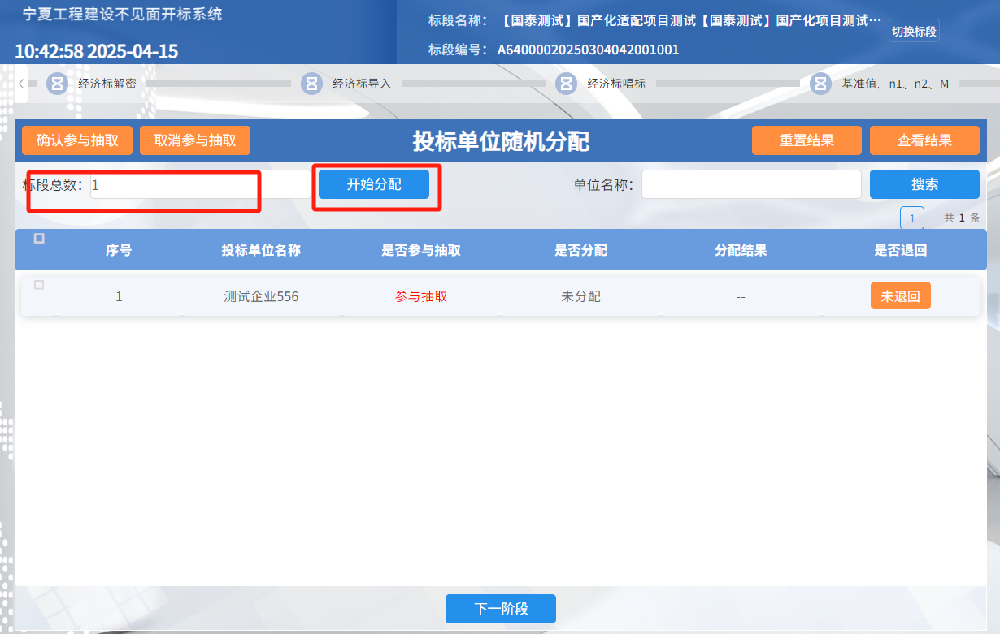 宁夏工程建设不见面开标系统
10:42:58 2025-04-15
标段名称： 【国泰测试】国产化适配项目测试【国泰测试】国产化项目测试…
标段编号： A6400002025030404200​1001
切换标段
经济标解密
经济标导入
经济标唱标
基准值、n1、n2、M
确认参与抽取
取消参与抽取
投标单位随机分配
重置结果
查看结果
标段总数： 1
开始分配
单位名称：
搜索
1
共 1 条
序号 投标单位名称 是否参与抽取 是否分配 分配结果 是否退回
1 测试企业556 参与抽取 未分配 -- 未退回
下一阶段